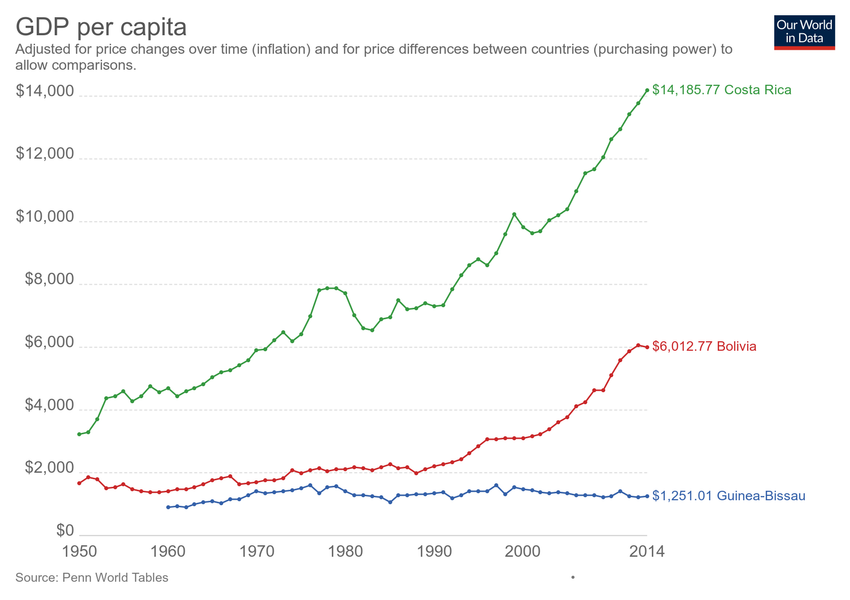 GDP per capita
Our World
in Data
Adjusted for price changes over time (inflation) and for price differences between countries (purchasing power) to
allow comparisons.
$14,000
$14,185.77 Costa Rica
$12,000
$10,000
$8,000
$6,000
$6,012.77 Bolivia
$4,000
$2,000
$1,251.01 Guinea-Bissau
$0
1950 1960 1970 1980 1990 2000 2014
Source: Penn World Tables